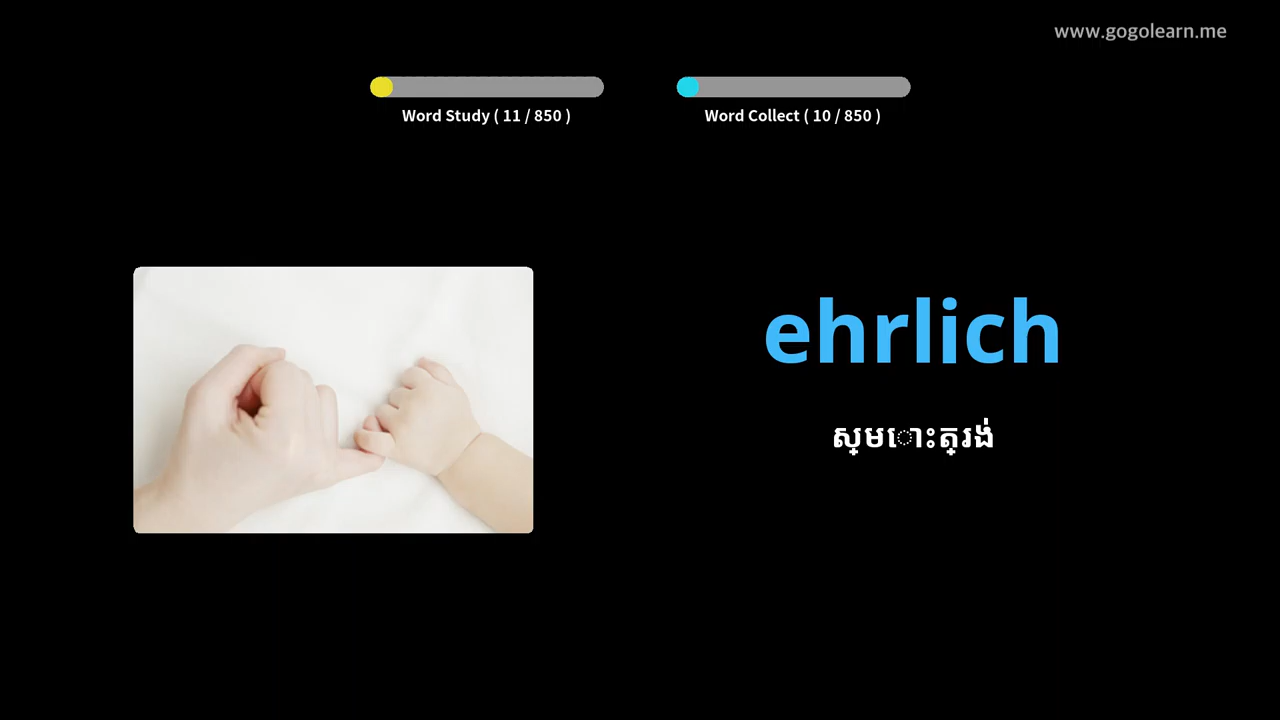 www.gogolearn.me
Word Study ( 11 / 850 )
Word Collect ( 10 / 850 )
ehrlich
ស្មោះត្រង់